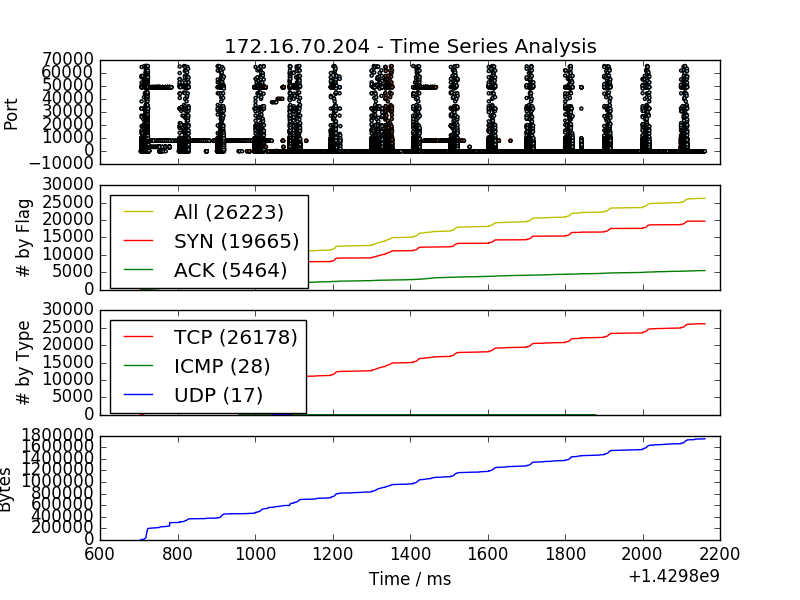 172.16.70.204 - Time Series Analysis
70000
60000
50000
40000
30000
20000
10000
0
−10000
Port
30000
25000
20000
15000
10000
5000
0
# by Flag
All (26223)
SYN (19665)
ACK (5464)
30000
25000
20000
15000
10000
5000
0
# by Type
TCP (26178)
ICMP (28)
UDP (17)
1800000
1600000
1400000
1200000
1000000
800000
600000
400000
200000
0
Bytes
600 800 1000 1200 1400 1600 1800 2000 2200
Time / ms
+1.4298e9